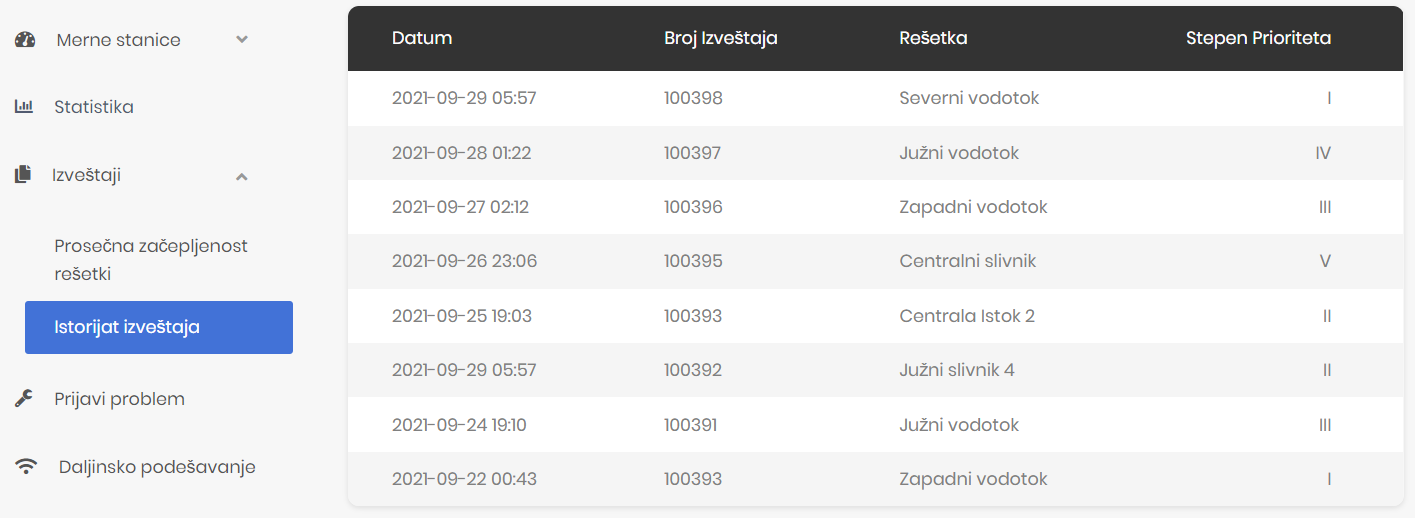 Merne stanice
Statistika
Izveštaji
Prosečna začepljenost
rešetki
Istorijat izveštaja
Prijavi problem
Daljinsko podešavanje
Datum Broj Izveštaja Rešetka Stepen Prioriteta
2021-09-29 05:57 100398 Severni vodotok I
2021-09-28 01:22 100397 Južni vodotok IV
2021-09-27 02:12 100396 Zapadni vodotok III
2021-09-26 23:06 100395 Centralni slivnik V
2021-09-25 19:03 100393 Centrala Istok 2 II
2021-09-29 05:57 100392 Južni slivnik 4 II
2021-09-24 19:10 100391 Južni vodotok III
2021-09-22 00:43 100393 Zapadni vodotok I